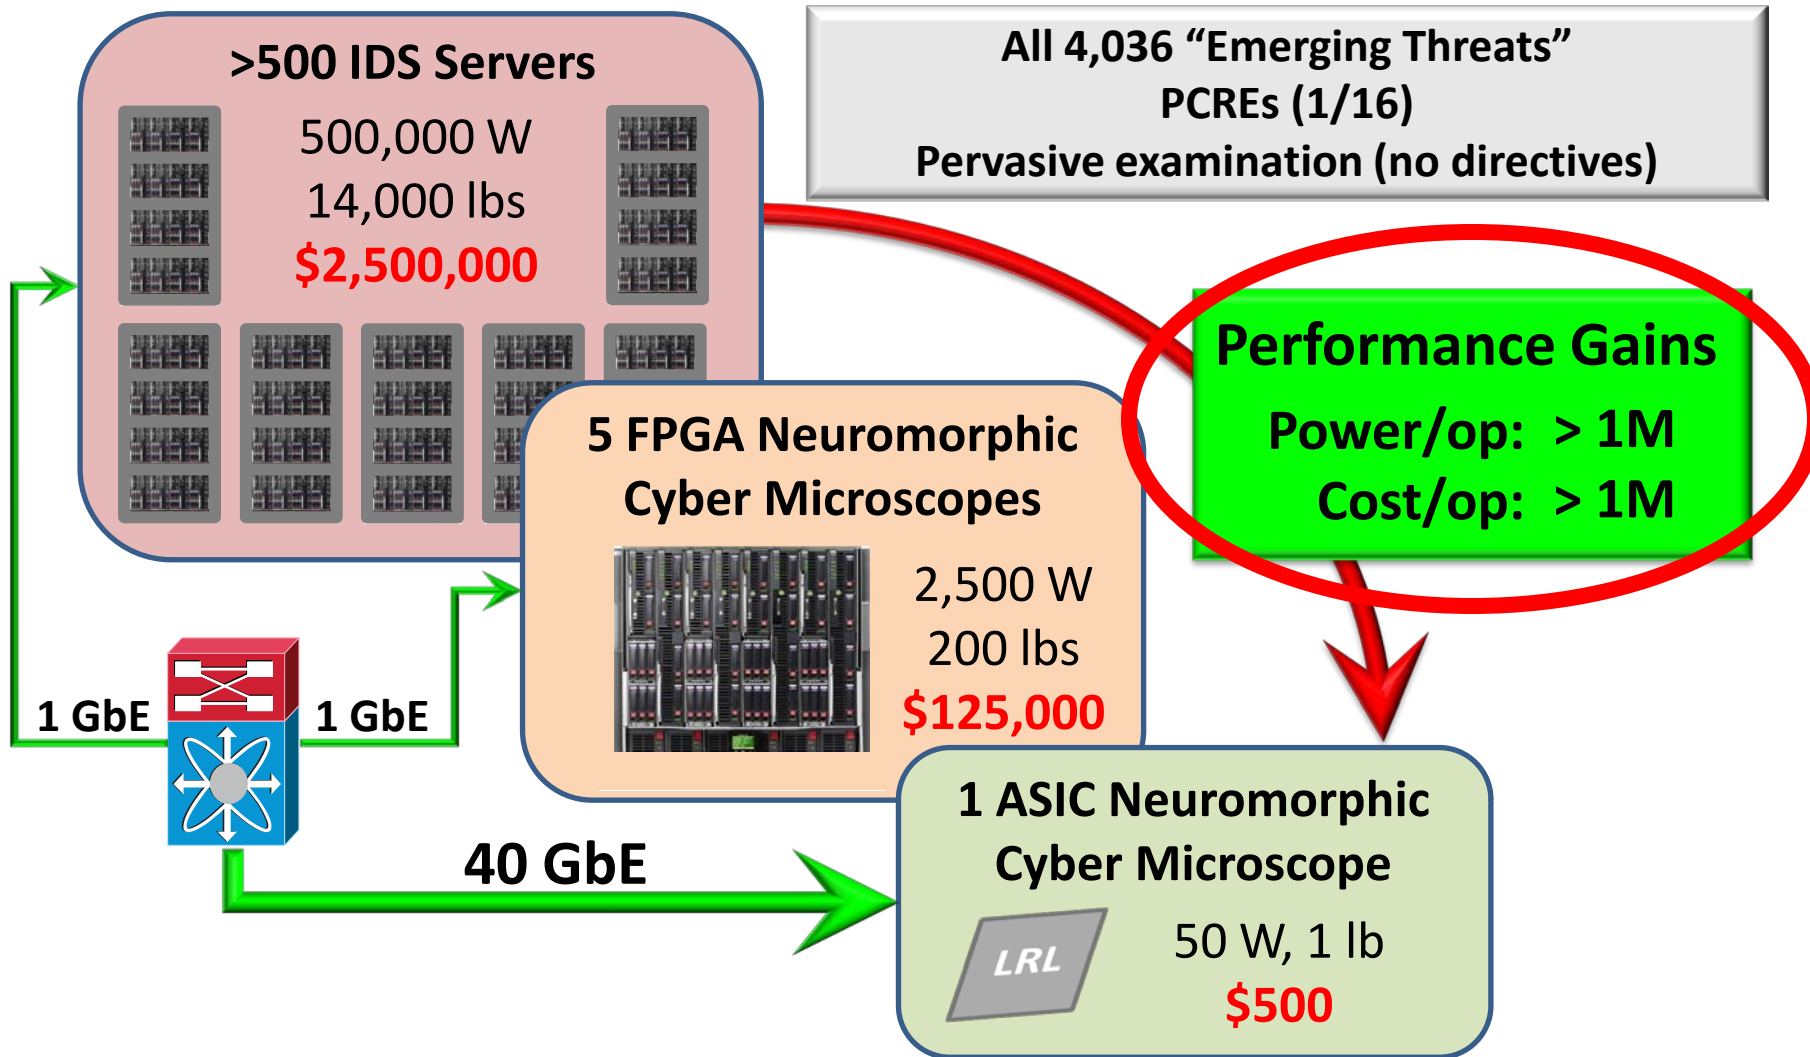 >500 IDS Servers
500,000 W
14,000 lbs
$2,500,000
All 4,036 “Emerging Threats”
PCREs (1/16)
Pervasive examination (no directives)
Performance Gains
Power/op: > 1M
Cost/op: > 1M
5 FPGA Neuromorphic
Cyber Microscopes
2,500 W
200 lbs
$125,000
1 GbE
1 GbE
40 GbE
1 ASIC Neuromorphic
Cyber Microscope
LRL
50 W, 1 lb
$500